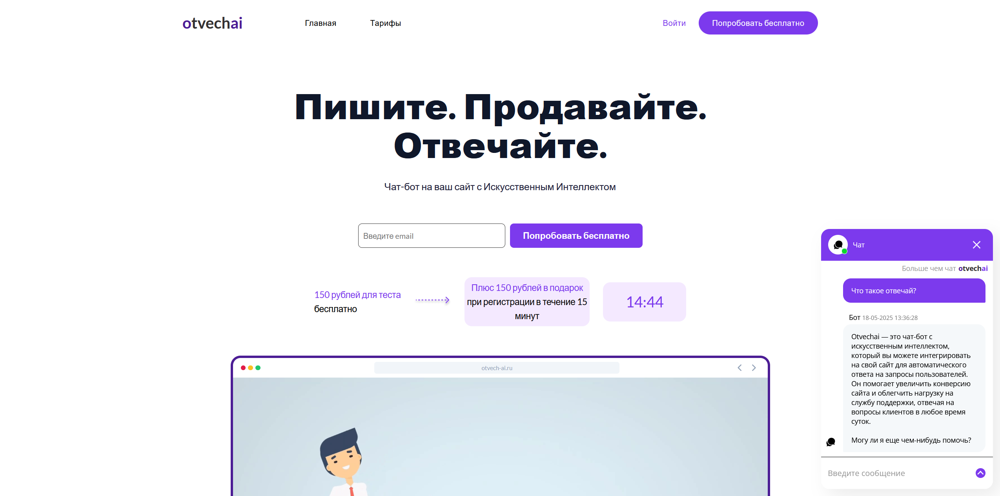 otvechai
Главная
Тарифы
Войти
Попробовать бесплатно
Пишите. Продавайте.
Отвечайте.
Чат-бот на ваш сайт с Искусственным Интеллектом
Введите email
Попробовать бесплатно
150 рублей для теста
бесплатно
Плюс 150 рублей в подарок
при регистрации в течение 15
минут
14:44
otvech-ai.ru
Чат
Больше чем чат otvechai
Что такое отвечай?
Бот 18-05-2025 13:36:28
Otvechai — это чат-бот с
искусственным интеллектом,
который вы можете интегрировать
на свой сайт для автоматического
ответа на запросы пользователей.
Он помогает увеличить конверсию
сайта и облегчить нагрузку на
службу поддержки, отвечая на
вопросы клиентов в любое время
суток.
Могу ли я еще чем-нибудь помочь?
Введите сообщение